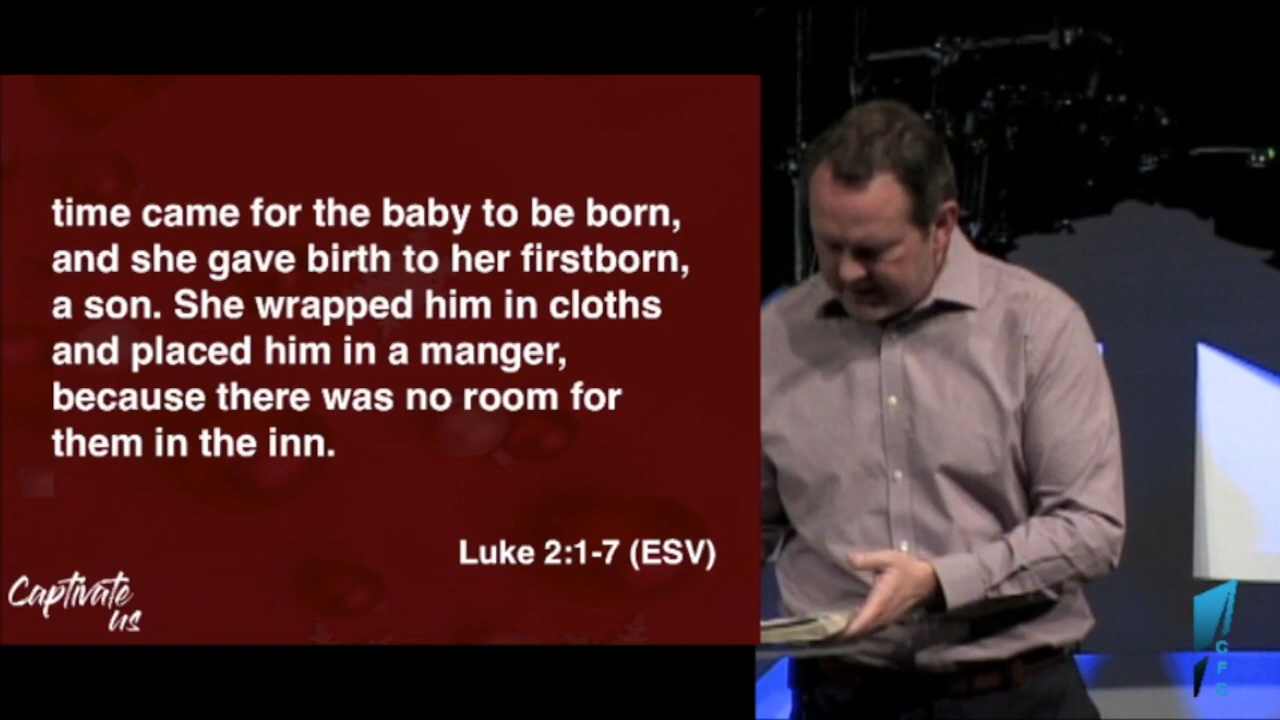 time came for the baby to be born,
and she gave birth to her firstborn,
a son. She wrapped him in cloths
and placed him in a manger,
because there was no room for
them in the inn.
Luke 2:1-7 (ESV)
Captivate
us
C
F
C